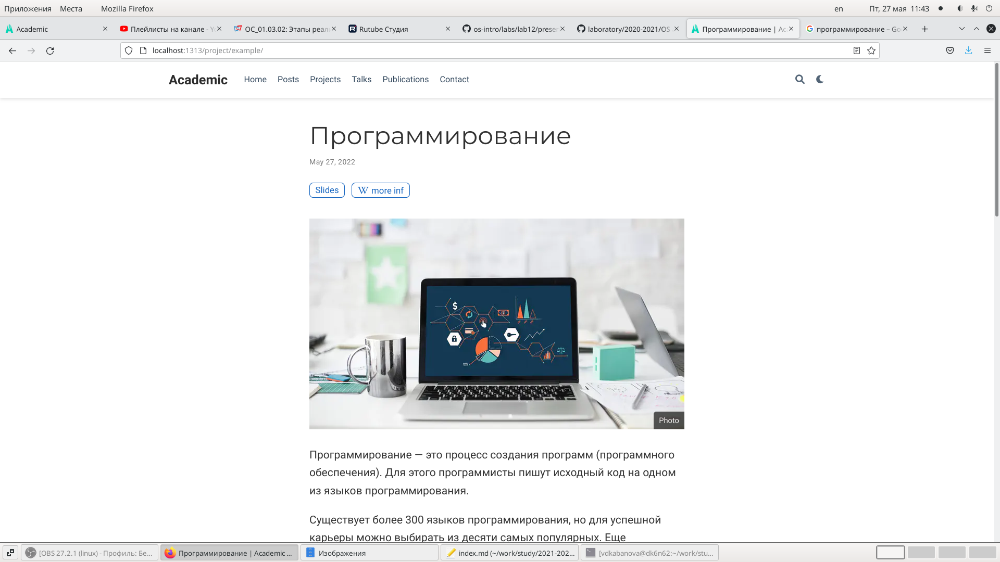 Приложения Места Mozilla Firefox en Пт, 27 мая 11:43
Academic Плейлисты на канале - ОС_01.03.02: Этапы реал Rutube Студия os-intro/labs/lab12/preser laboratory/2020-2021/OS Программирование | Ac программирование – Go
localhost:1313/project/example/
Academic Home Posts Projects Talks Publications Contact
Программирование
May 27, 2022
Slides W more inf
$
12%
Photo
Программирование — это процесс создания программ (программного
обеспечения). Для этого программисты пишут исходный код на одном
из языков программирования.
Существует более 300 языков программирования, но для успешной
карьеры можно выбирать из десяти самых популярных. Еще
[OBS 27.2.1 (linux) - Профиль: Бе... Программирование | Academic ... Изображения index.md (~/work/study/2021-202... [vdkabanova@dk6n62:~/work/stu...